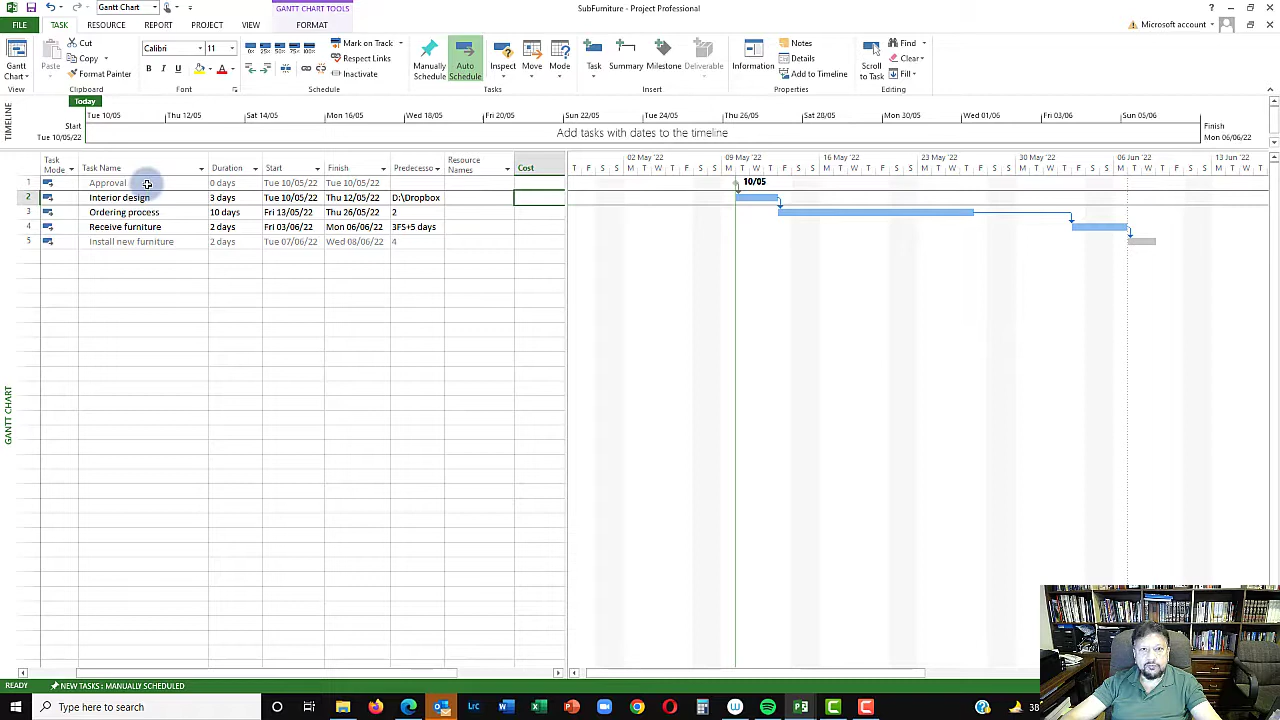 Gantt Chart
GANTT CHART TOOLS
SubFurniture - Project Professional
FILE
TASK
RESOURCE
REPORT
PROJECT
VIEW
FORMAT
Microsoft account
Gantt Chart
View
Paste
Cut
Copy
Format Painter
Clipboard
Calibri
11
B I U A
Font
0% 25% 50% 75% 100%
Mark on Track
Respect Links
Inactivate
Schedule
Manually Schedule
Auto Schedule
Inspect
Move
Mode
Tasks
Task
Summary
Milestone
Deliverable
Insert
Information
Notes
Details
Add to Timeline
Properties
Scroll to Task
Find
Clear
Fill
Editing
TIMELINE
Today
Start
Tue 10/05/22
Tue 10/05 Thu 12/05 Sat 14/05 Mon 16/05 Wed 18/05 Fri 20/05 Sun 22/05 Tue 24/05 Thu 26/05 Sat 28/05 Mon 30/05 Wed 01/06 Fri 03/06 Sun 05/06
Add tasks with dates to the timeline
Finish
Mon 06/06/22
GANTT CHART
Task Mode Task Name Duration Start Finish Predecesso Resource Names Cost
1 Approval 0 days Tue 10/05/22 Tue 10/05/22
2 Interior design 3 days Tue 10/05/22 Thu 12/05/22 D:\Dropbox
3 Ordering process 10 days Fri 13/05/22 Thu 26/05/22 2
4 Receive furniture 2 days Fri 03/06/22 Mon 06/06/22 3FS+5 days
5 Install new furniture 2 days Tue 07/06/22 Wed 08/06/22 4
02 May '22 09 May '22 16 May '22 23 May '22 30 May '22 06 Jun '22 13 Jun '22
T F S S M T W T F S S M T W T F S S M T W T F S S M T W T F S S M T W T F S S M T W T F S S M T W T F
10/05
READY
NEW TASKS : MANUALLY SCHEDULED
Type here to search
LC
38